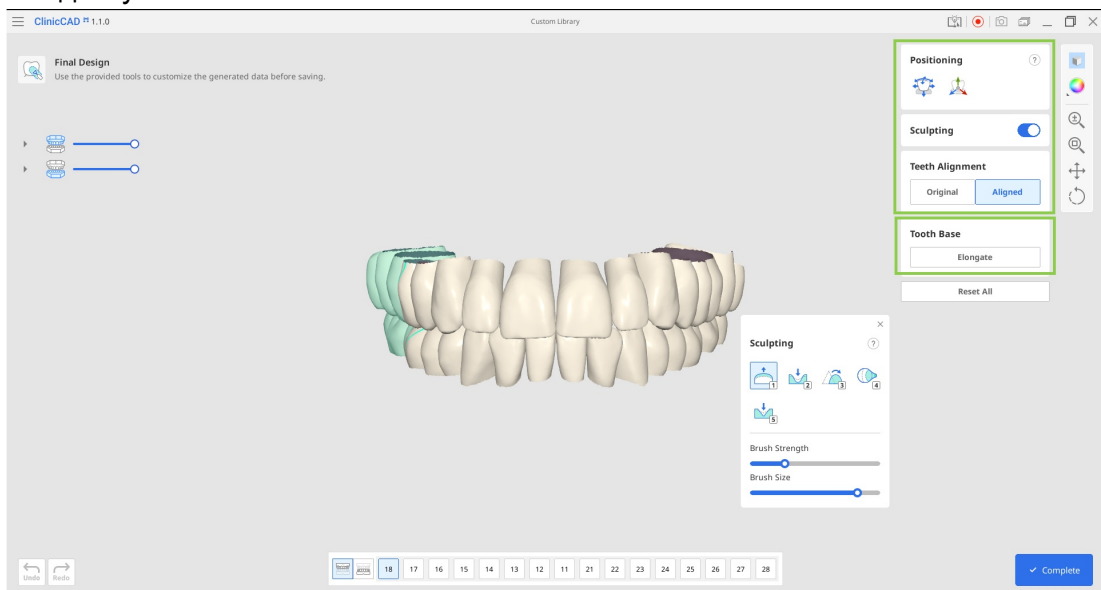 ClinicCAD 1.1.0
Custom Library
Final Design
Use the provided tools to customize the generated data before saving.
Positioning
?
Sculpting
Teeth Alignment
Original Aligned
Tooth Base
Elongate
Reset All
Sculpting
?
1 2 3 4
5
Brush Strength
Brush Size
Undo Redo
18 17 16 15 14 13 12 11 21 22 23 24 25 26 27 28
Complete